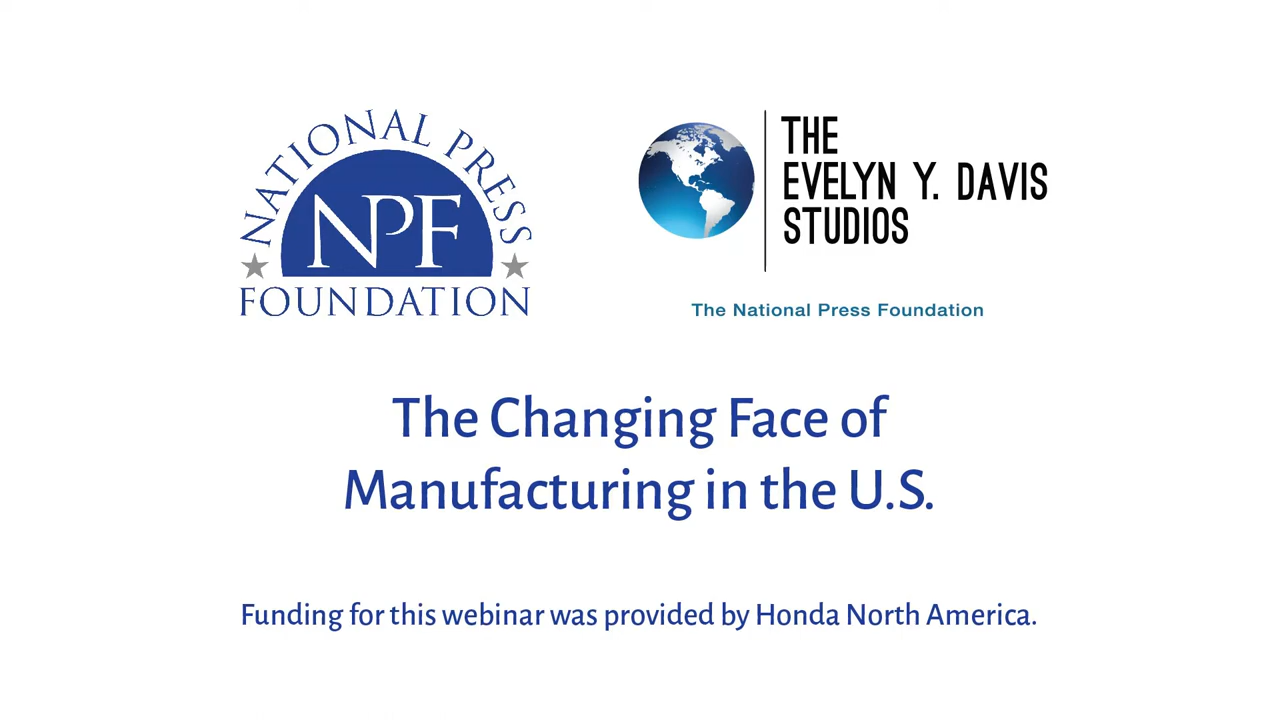 NATIONAL PRESS
NPF
FOUNDATION
THE
EVELYN Y. DAVIS
STUDIOS
The National Press Foundation
The Changing Face of
Manufacturing in the U.S.
Funding for this webinar was provided by Honda North America.